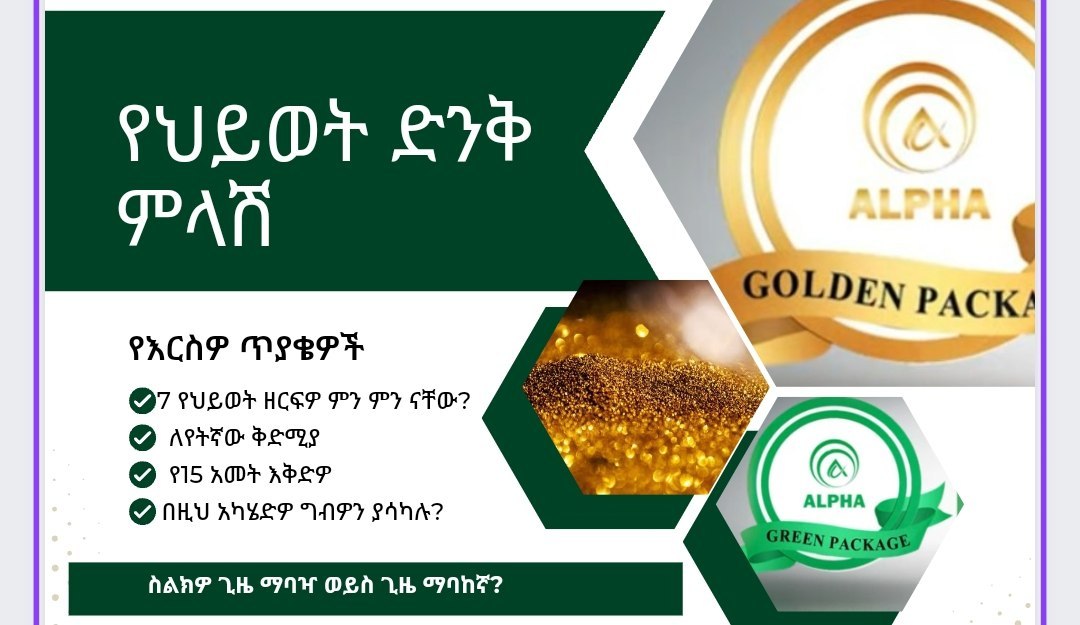 የህይወት ድንቅ
ምላሽ
ALPHA
GOLDEN PACKA
የእርስዎ ጥያቄዎች
7 የህይወት ዘርፍዎ ምን ምን ናቸው?
ለየትኛው ቅድሚያ
የ15 አመት እቅድዎ
በዚህ አካሄድዎ ግብዎን ያሳካሉ?
ALPHA
GREEN PACKAGE
ስልክዎ ጊዜ ማባዣ ወይስ ጊዜ ማባከኛ?